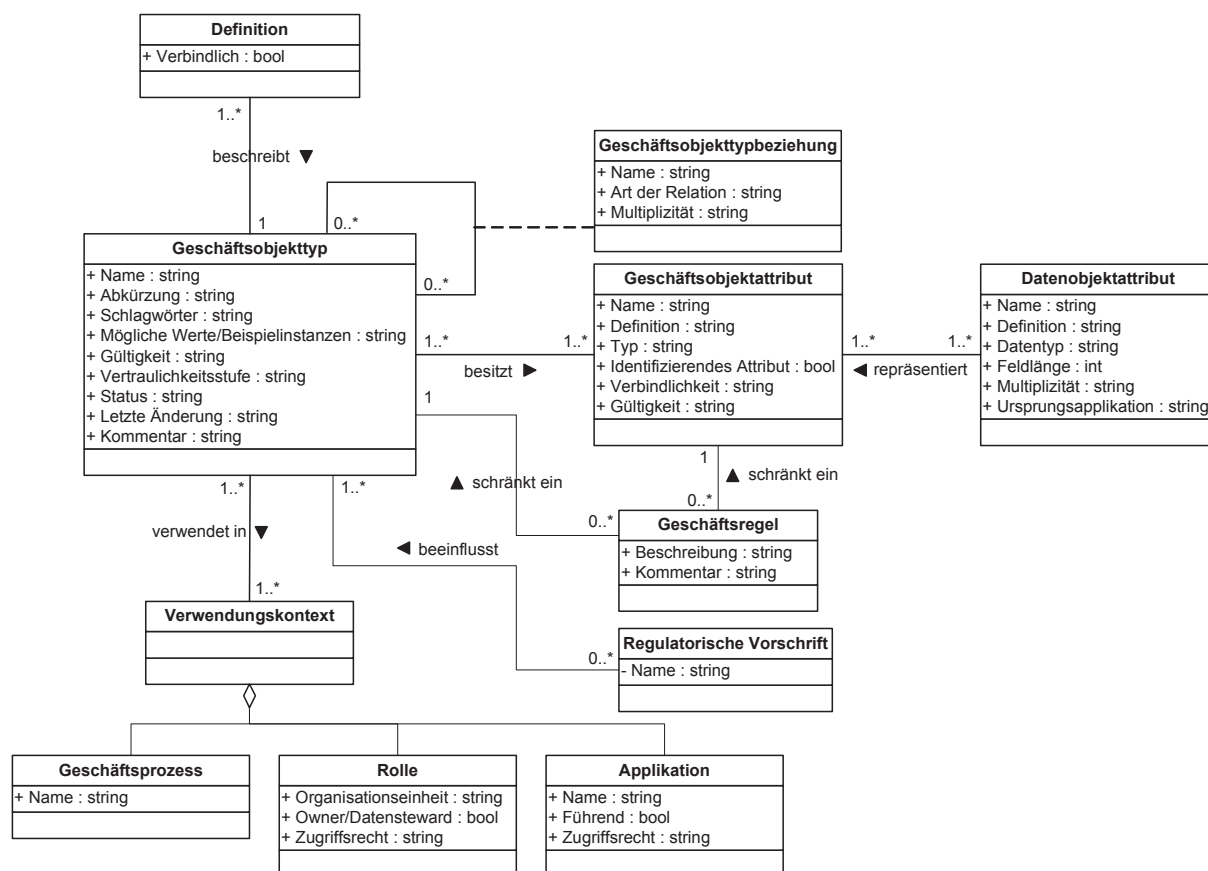 Definition
+ Verbindlich : bool
1..*
beschreibt ▼
1
0..*
0..*
Geschäftsobjekttypbeziehung
+ Name : string
+ Art der Relation : string
+ Multiplizität : string
Geschäftsobjekttyp
+ Name : string
+ Abkürzung : string
+ Schlagwörter : string
+ Mögliche Werte/Beispielinstanzen : string
+ Gültigkeit : string
+ Vertraulichkeitsstufe : string
+ Status : string
+ Letzte Änderung : string
+ Kommentar : string
1..*
1..*
besitzt ►
Geschäftsobjektattribut
+ Name : string
+ Definition : string
+ Typ : string
+ Identifizierendes Attribut : bool
+ Verbindlichkeit : string
+ Gültigkeit : string
1..*
1..*
◄ repräsentiert
Datenobjektattribut
+ Name : string
+ Definition : string
+ Datentyp : string
+ Feldlänge : int
+ Multiplizität : string
+ Ursprungsapplikation : string
1
▲ schränkt ein
0..*
1
▲ schränkt ein
0..*
Geschäftsregel
+ Beschreibung : string
+ Kommentar : string
1..*
◄ beeinflusst
0..*
Regulatorische Vorschrift
- Name : string
1..*
verwendet in ▼
1..*
Verwendungskontext
Geschäftsprozess
+ Name : string
Rolle
+ Organisationseinheit : string
+ Owner/Datensteward : bool
+ Zugriffsrecht : string
Applikation
+ Name : string
+ Führend : bool
+ Zugriffsrecht : string